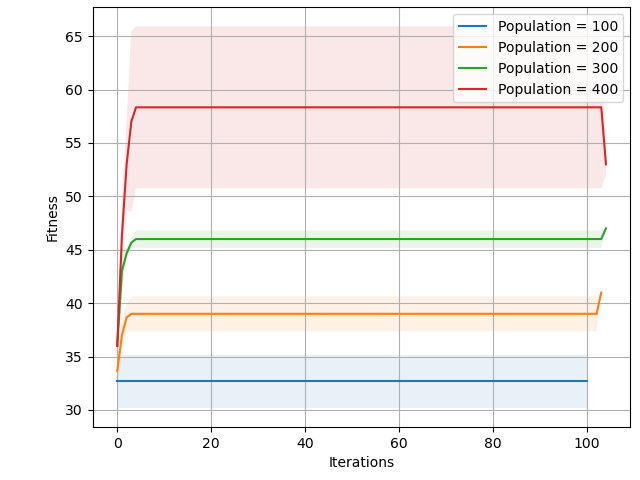 Population = 100
Population = 200
Population = 300
Population = 400
65
60
55
50
45
40
35
30
Fitness
0 20 40 60 80 100
Iterations